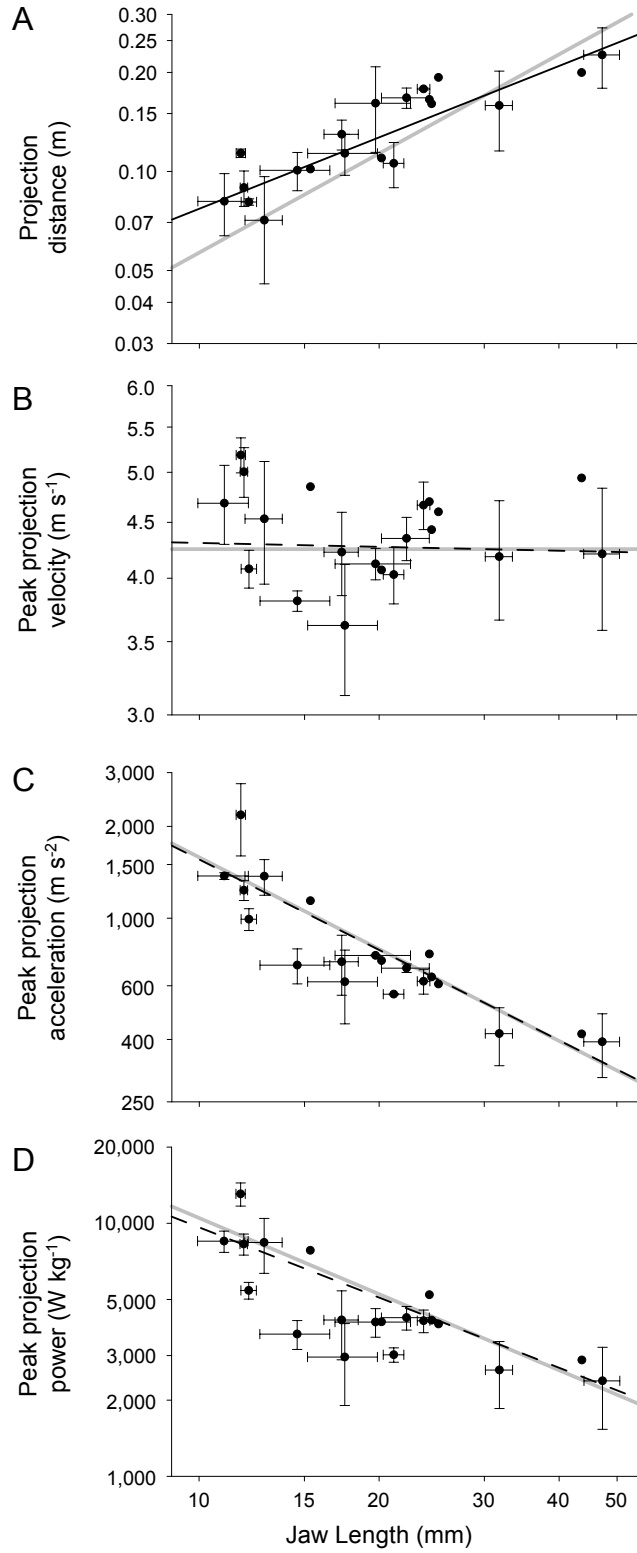 A
Projection
distance (m)
0.30
0.20
0.15
0.10
0.07
0.05
0.04
0.03
B
Peak projection
velocity (m s-1)
6.0
5.5
5.0
4.5
4.0
3.5
3.0
C
Peak projection
acceleration (m s-2)
3,000
2,000
1,500
1,000
600
400
250
D
Peak projection
power (W kg-1)
20,000
10,000
5,000
3,000
2,000
1,000
10 15 20 30 40 50
Jaw Length (mm)